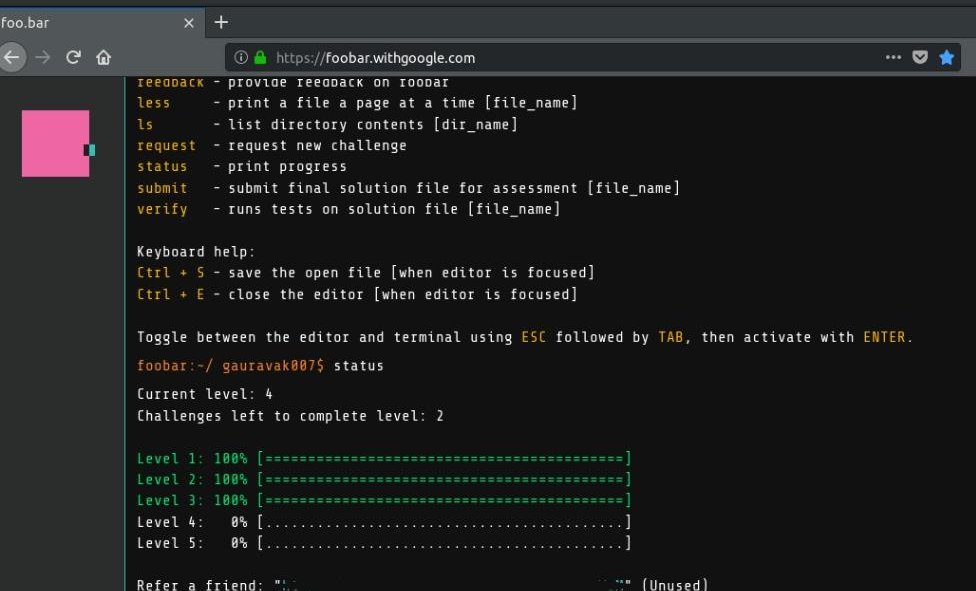 foo.bar
https://foobar.withgoogle.com
feedback - provide feedback on foobar
less - print a file a page at a time [file_name]
ls - list directory contents [dir_name]
request - request new challenge
status - print progress
submit - submit final solution file for assessment [file_name]
verify - runs tests on solution file [file_name]
Keyboard help:
Ctrl + S - save the open file [when editor is focused]
Ctrl + E - close the editor [when editor is focused]
Toggle between the editor and terminal using ESC followed by TAB, then activate with ENTER.
foobar:~/ gauravak007$ status
Current level: 4
Challenges left to complete level: 2
Level 1: 100% [==========================================]
Level 2: 100% [==========================================]
Level 3: 100% [==========================================]
Level 4: 0% [..........................................]
Level 5: 0% [..........................................]
Refer a friend: " " (Unused)